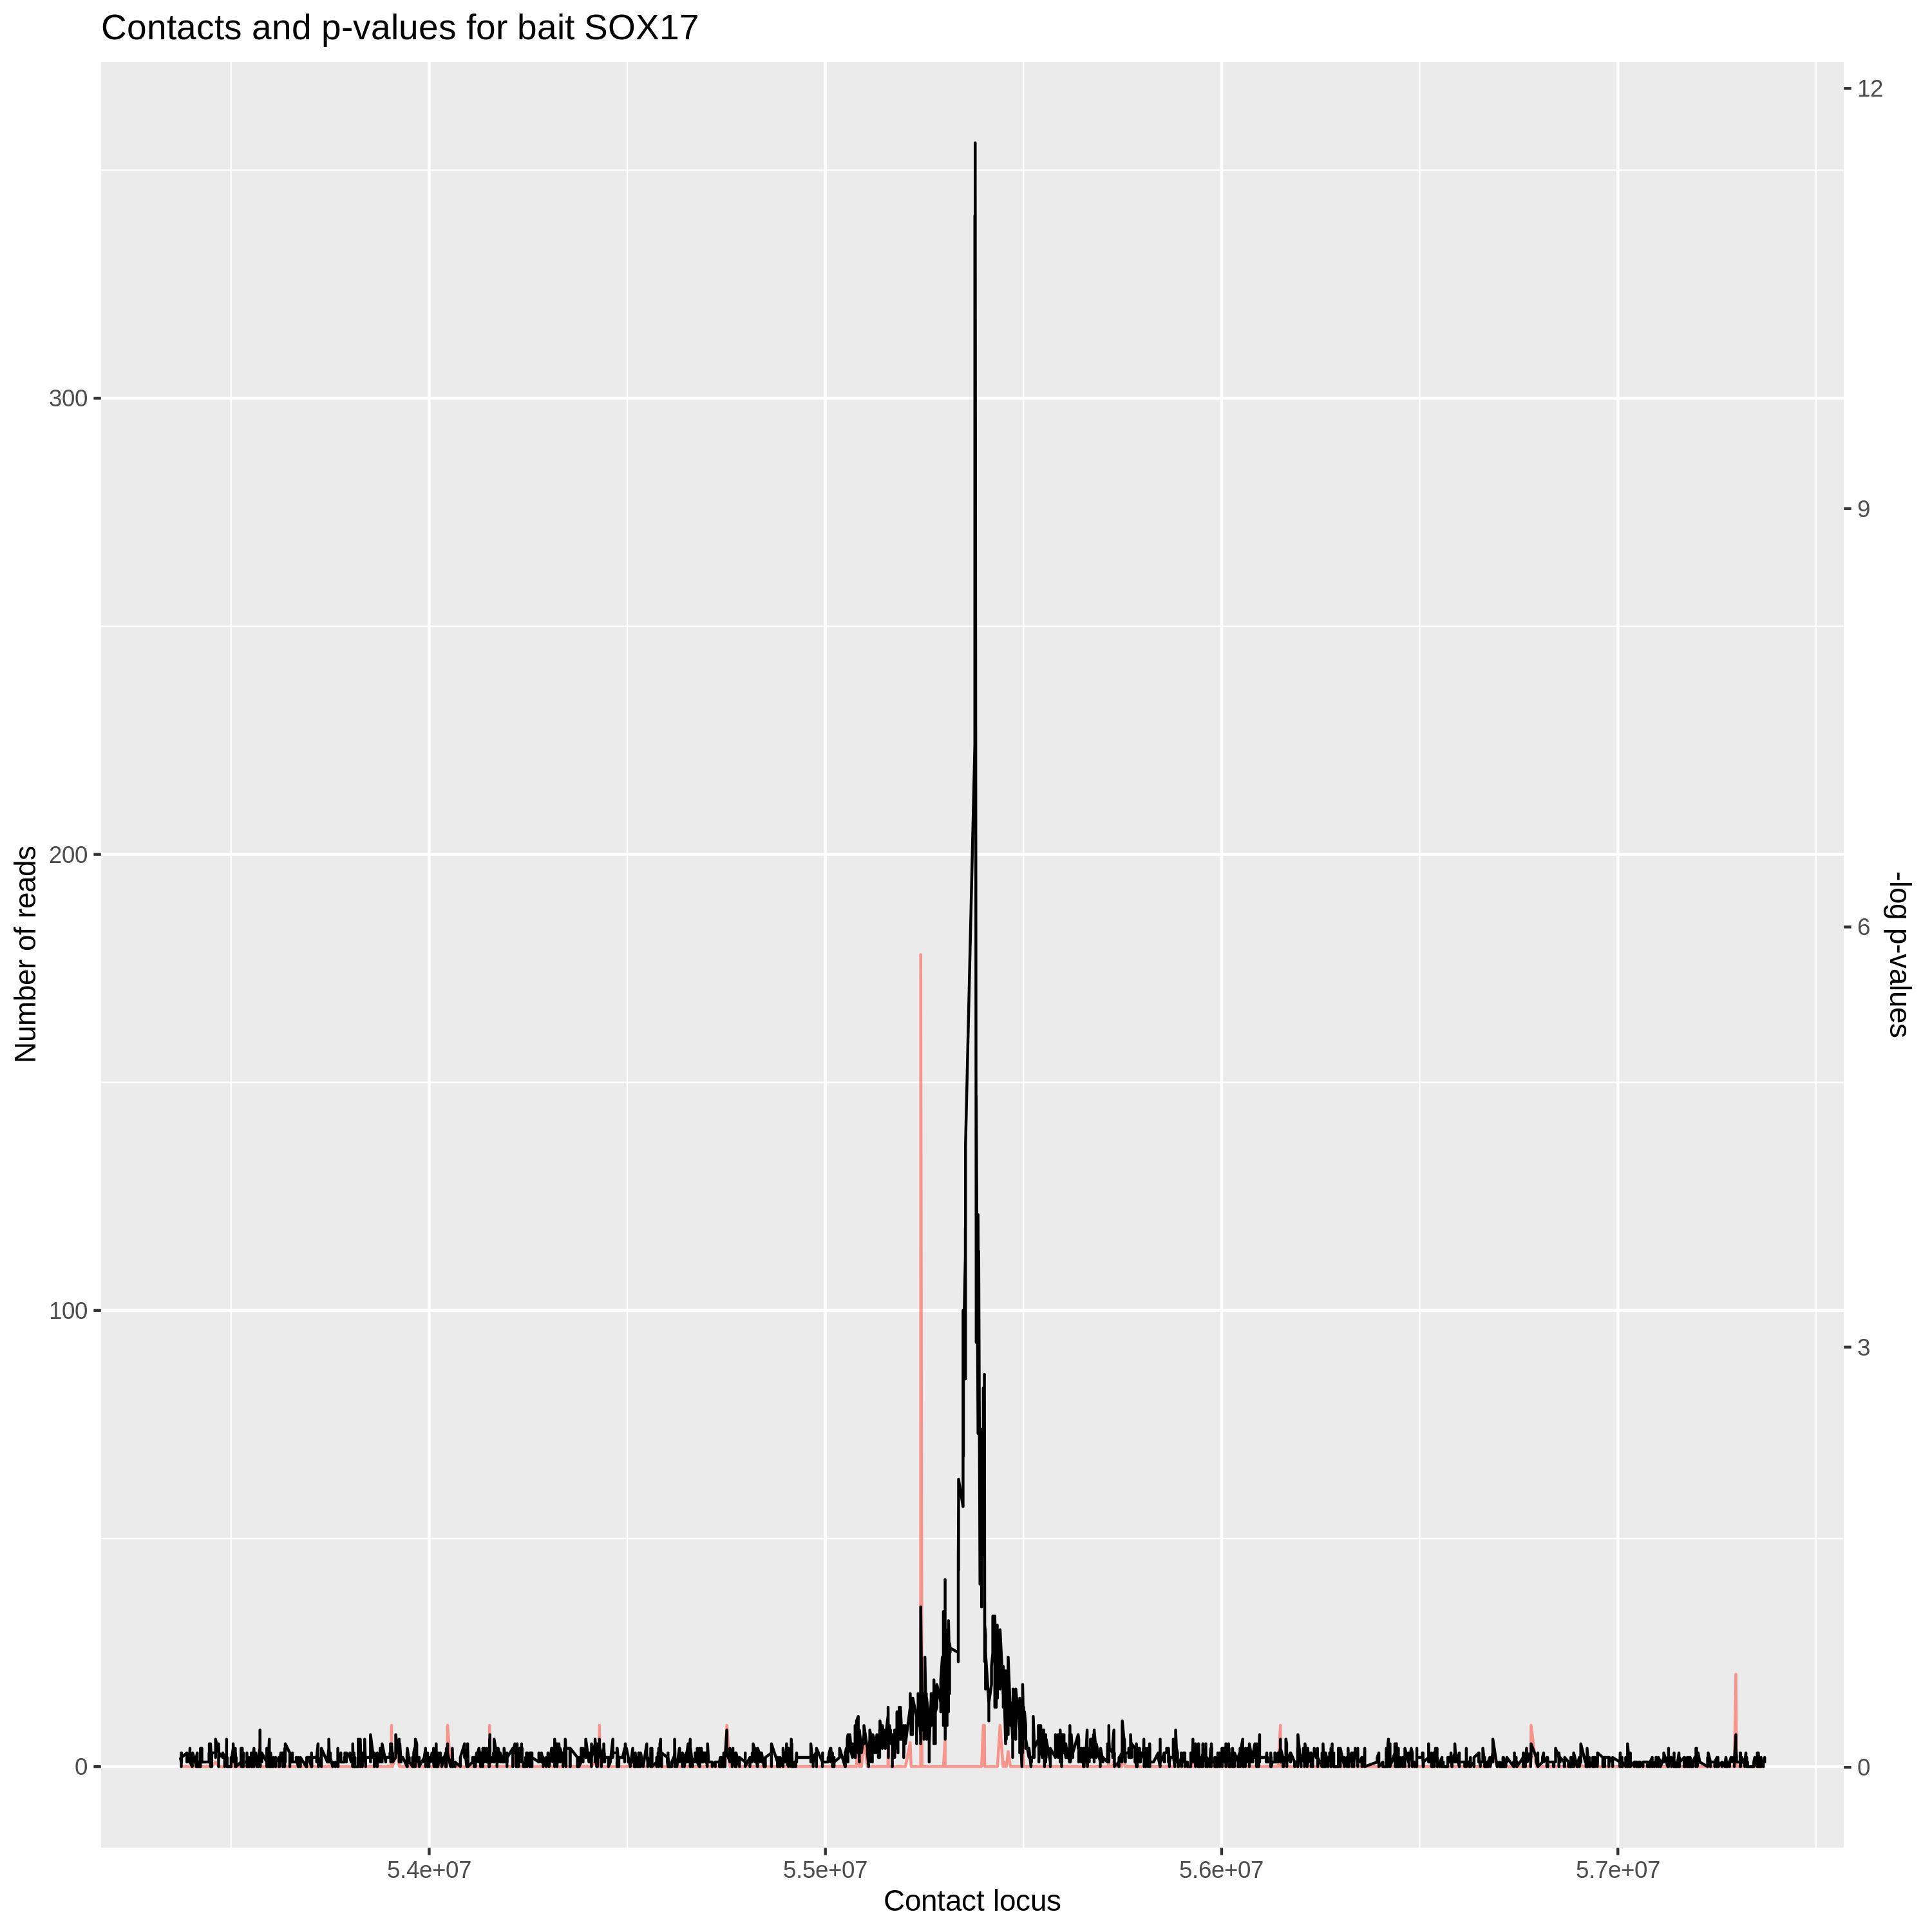 Contacts and p-values for bait SOX17
12
300
9
200
6
Number of reads
-log p-values
100
3
0
0
5.4e+07
5.5e+07
5.6e+07
5.7e+07
Contact locus